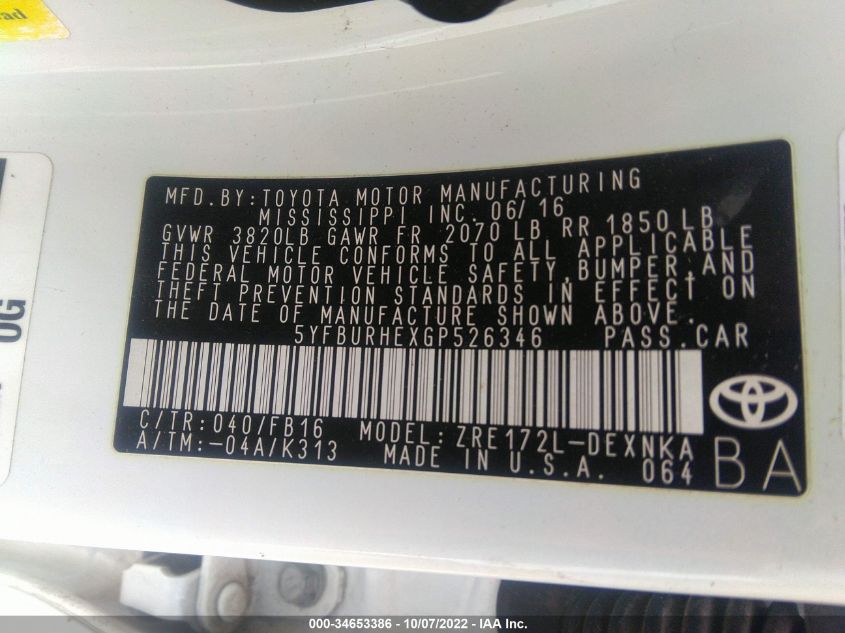 ad
OG
MFD.BY:TOYOTA MOTOR MANUFACTURING
MISSISSIPPI INC. 06/16
GVWR 3820LB GAWR FR 2070 LB RR 1850 LB
THIS VEHICLE CONFORMS TO ALL APPLICABLE
FEDERAL MOTOR VEHICLE SAFETY,BUMPER,AND
THEFT PREVENTION STANDARDS IN EFFECT ON
THE DATE OF MANUFACTURE SHOWN ABOVE.
5YFBURHEXGP526346 PASS.CAR
C/TR:040/FB16 MODEL:ZRE172L-DEXNKA
A/TM:-04A/K313 MADE IN U.S.A. 064 BA
000-34653386 - 10/07/2022 - IAA Inc.